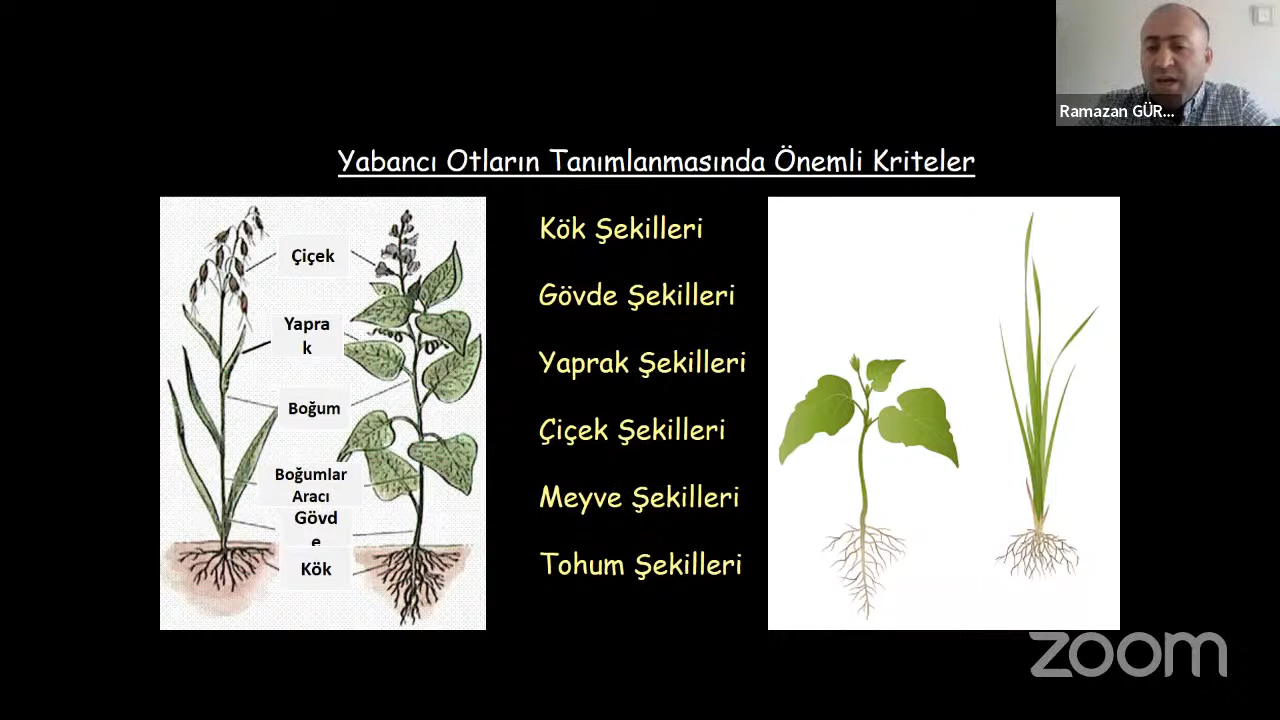 Ramazan GÜR...
Yabancı Otların Tanımlanmasında Önemli Kriteler
Çiçek
Yapra
k
Boğum
Boğumlar
Aracı
Gövd
e
Kök
Kök Şekilleri
Gövde Şekilleri
Yaprak Şekilleri
Çiçek Şekilleri
Meyve Şekilleri
Tohum Şekilleri
zoom